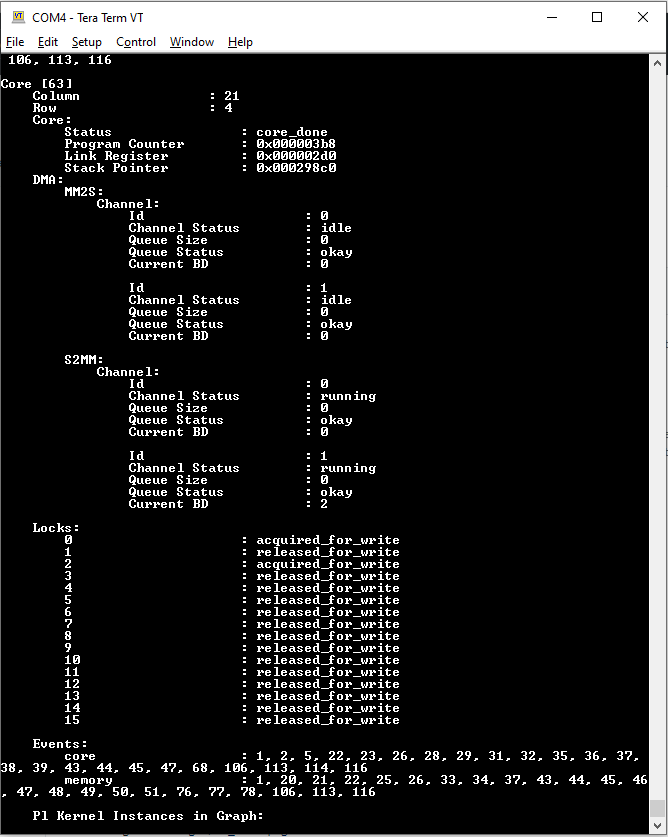 COM4 - Tera Term VT
File Edit Setup Control Window Help
106, 113, 116
Core [63]
Column : 21
Row : 4
Core:
Status : core_done
Program Counter : 0x000003b8
Link Register : 0x000002d0
Stack Pointer : 0x000298c0
DMA:
MM2S:
Channel:
Id : 0
Channel Status : idle
Queue Size : 0
Queue Status : okay
Current BD : 0
Id : 1
Channel Status : idle
Queue Size : 0
Queue Status : okay
Current BD : 0
S2MM:
Channel:
Id : 0
Channel Status : running
Queue Size : 0
Queue Status : okay
Current BD : 0
Id : 1
Channel Status : running
Queue Size : 0
Queue Status : okay
Current BD : 2
Locks:
0 : acquired_for_write
1 : released_for_write
2 : acquired_for_write
3 : released_for_write
4 : released_for_write
5 : released_for_write
6 : released_for_write
7 : released_for_write
8 : released_for_write
9 : released_for_write
10 : released_for_write
11 : released_for_write
12 : released_for_write
13 : released_for_write
14 : released_for_write
15 : released_for_write
Events:
core : 1, 2, 5, 22, 23, 26, 28, 29, 31, 32, 35, 36, 37,
38, 39, 43, 44, 45, 47, 68, 106, 113, 114, 116
memory : 1, 20, 21, 22, 25, 26, 33, 34, 37, 43, 44, 45, 46
, 47, 48, 49, 50, 51, 76, 77, 78, 106, 113, 116
Pl Kernel Instances in Graph: